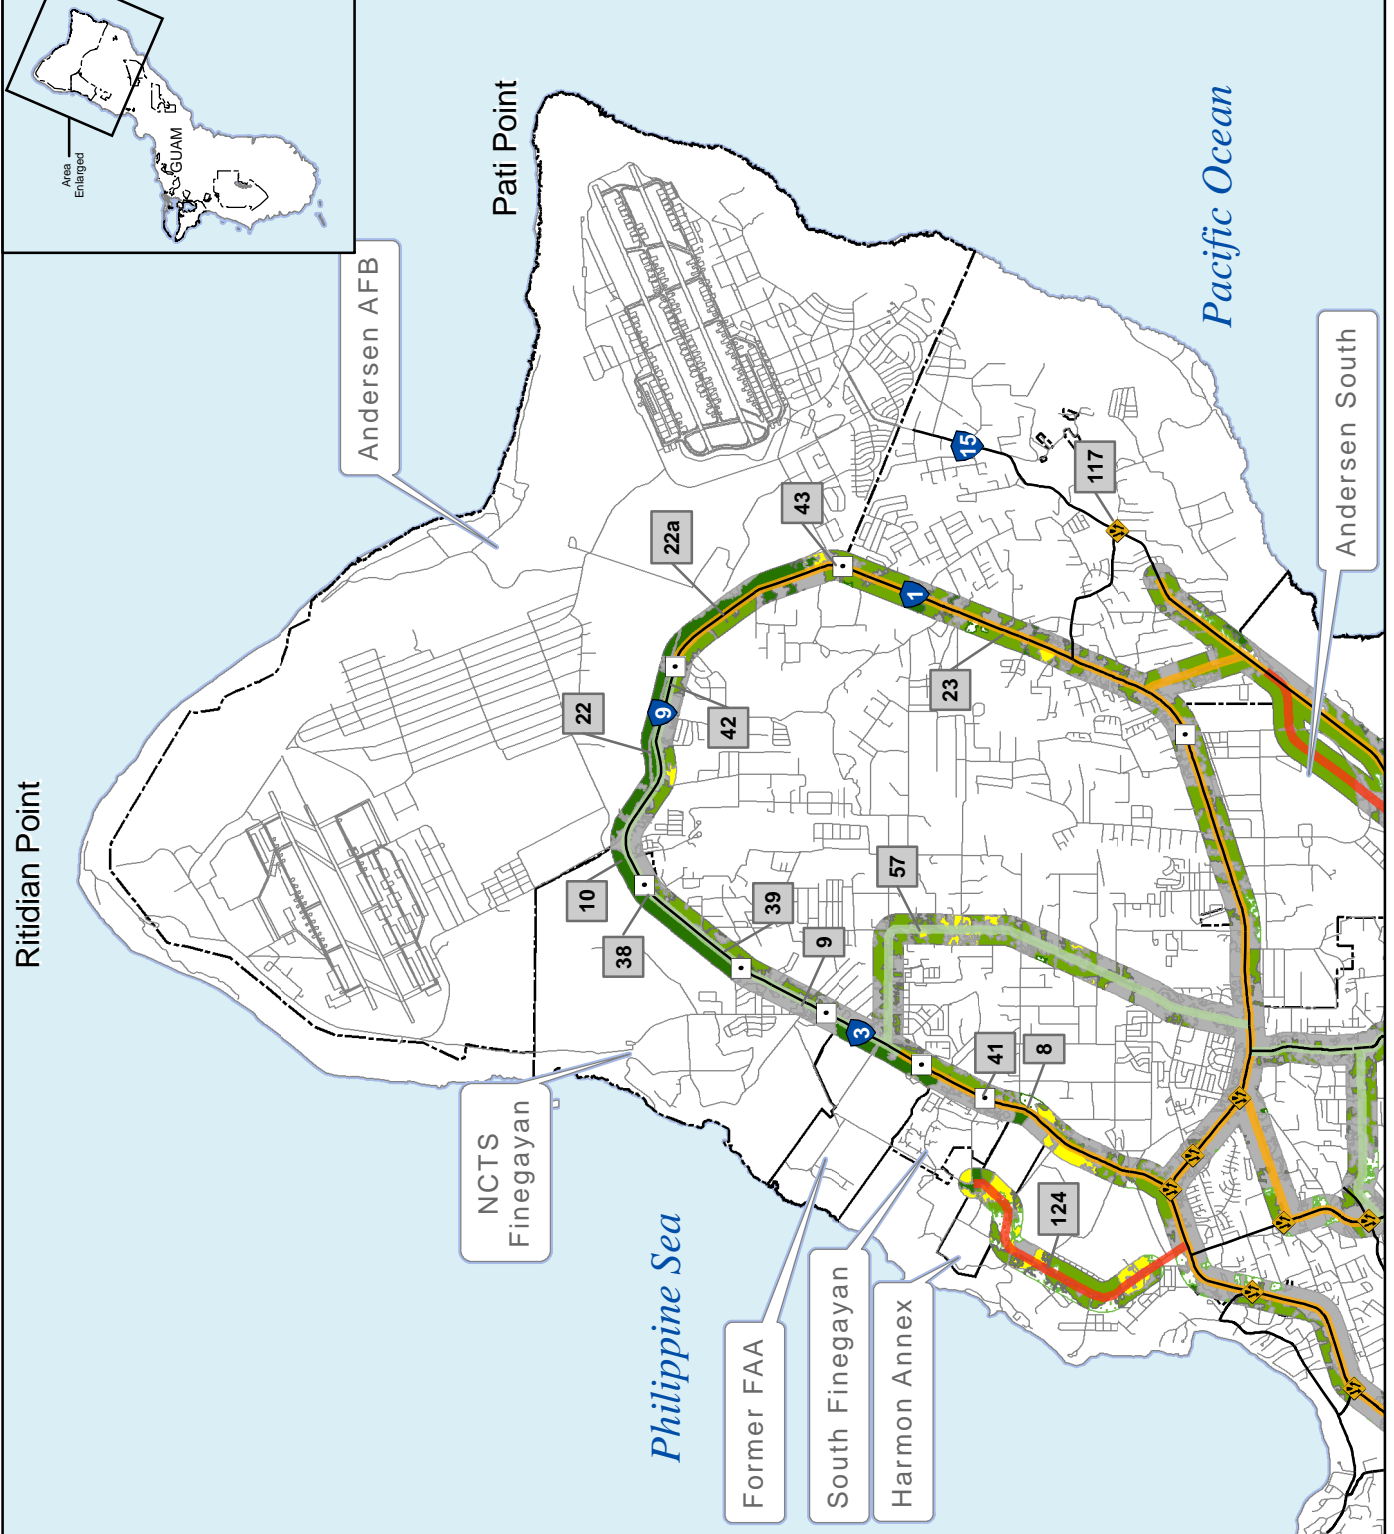 Area
Enlarged
GUAM
Andersen AFB
Pati Point
Pacific Ocean
Ritidian Point
NCTS
Finegayan
Philippine Sea
Former FAA
South Finegayan
Harmon Annex
Andersen South
22a
43
15
117
1
22
9
42
23
10
38
39
57
9
3
41
8
124